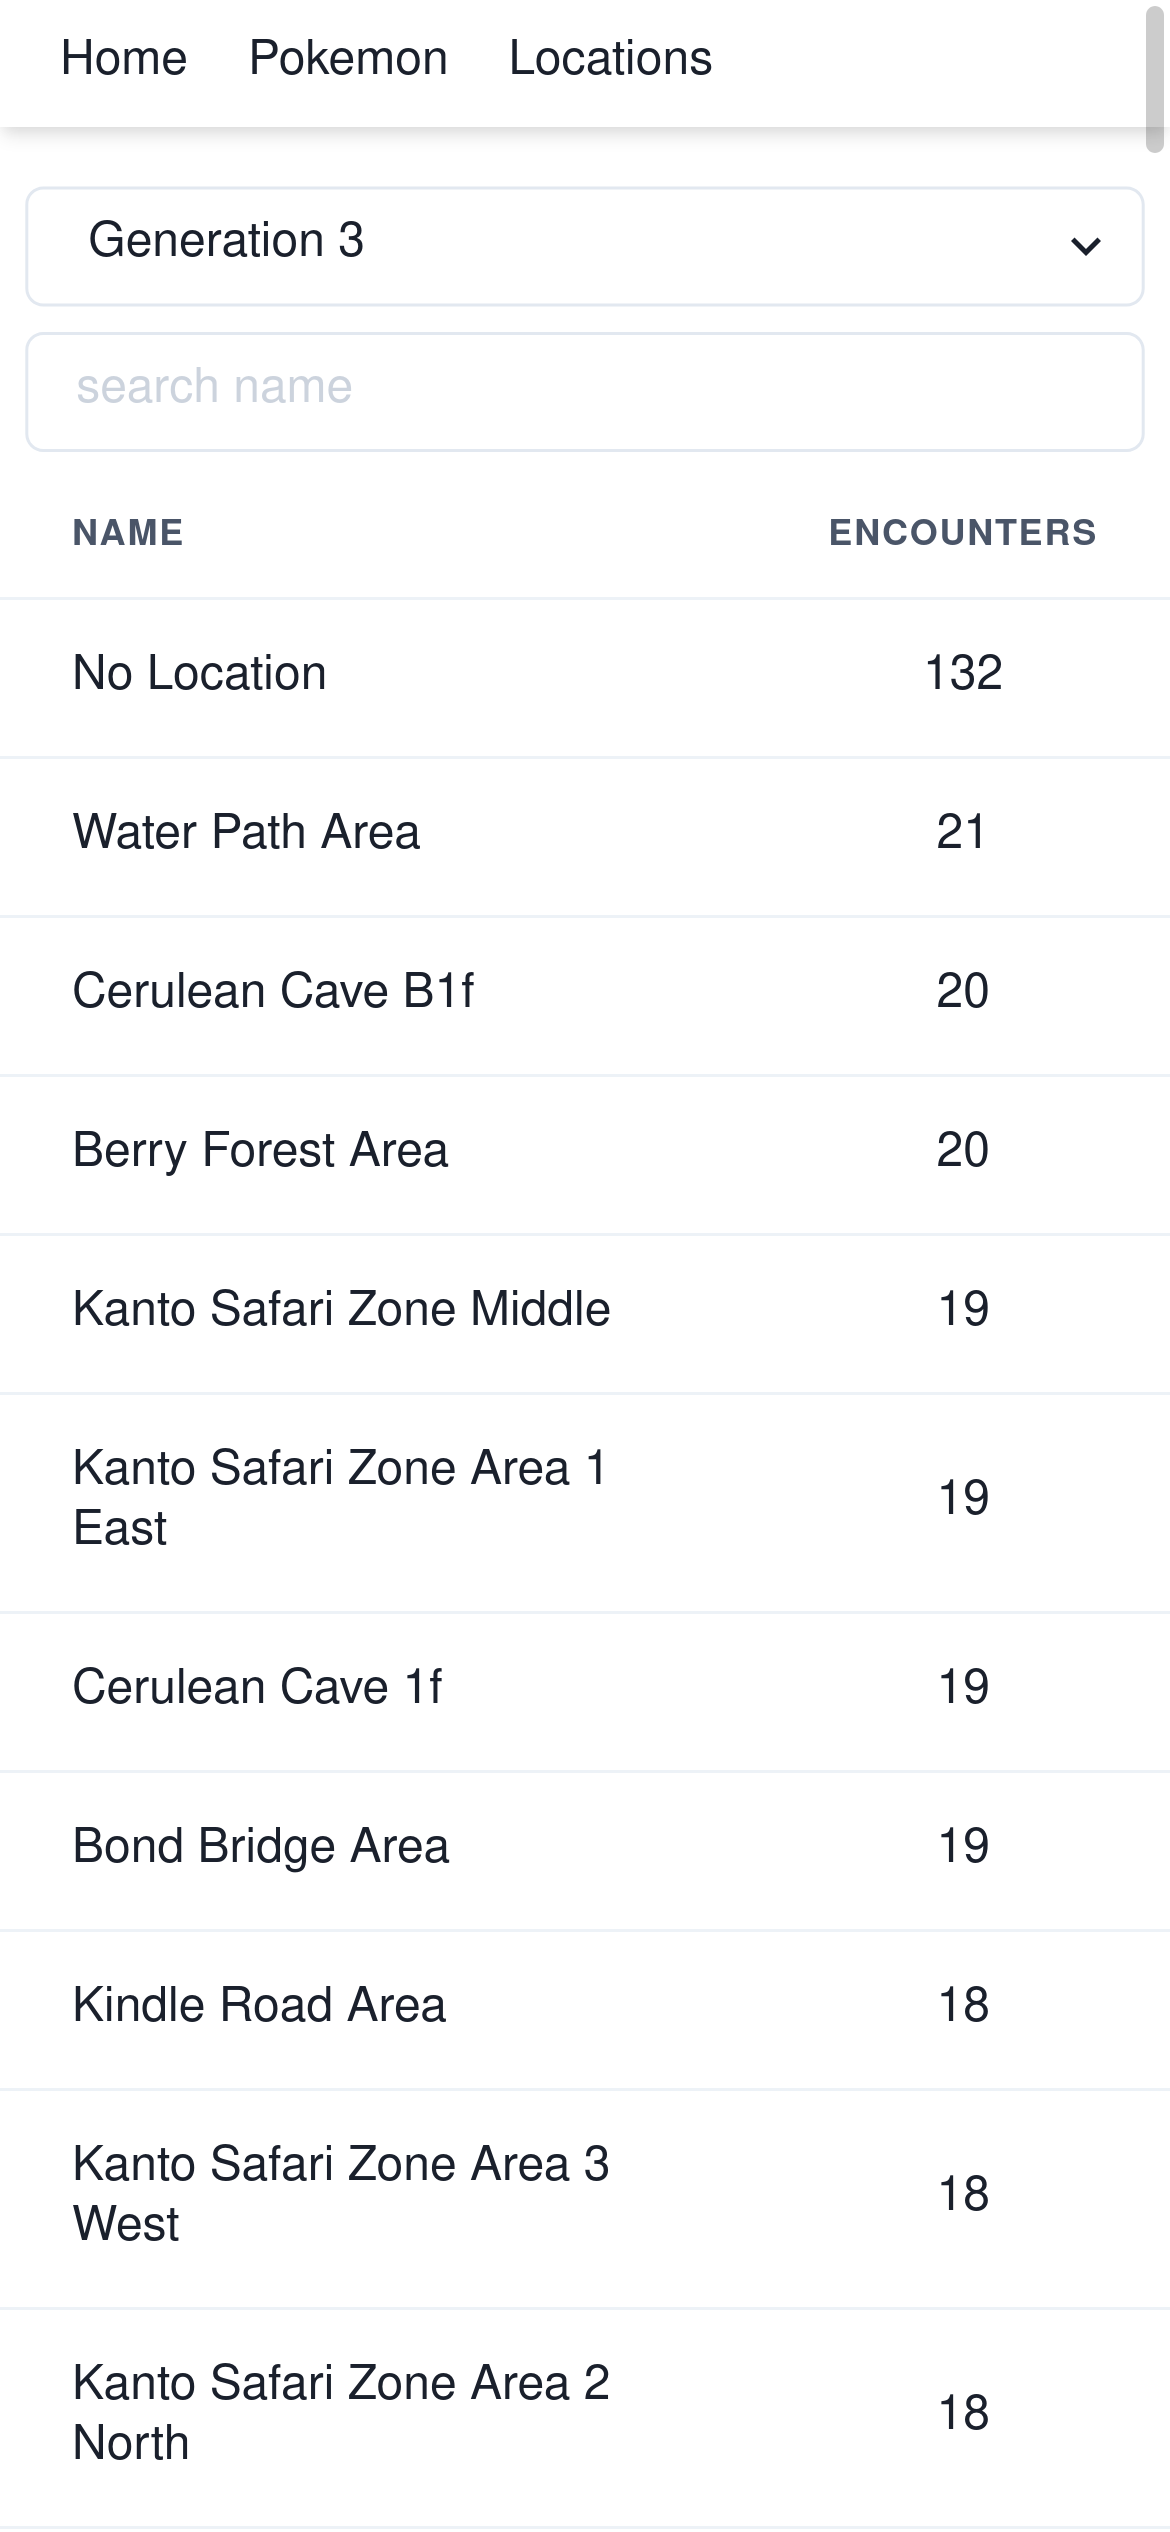 Home Pokemon Locations
Generation 3
search name
NAME ENCOUNTERS
No Location 132
Water Path Area 21
Cerulean Cave B1f 20
Berry Forest Area 20
Kanto Safari Zone Middle 19
Kanto Safari Zone Area 1
East
19
Cerulean Cave 1f 19
Bond Bridge Area 19
Kindle Road Area 18
Kanto Safari Zone Area 3
West
18
Kanto Safari Zone Area 2
North
18